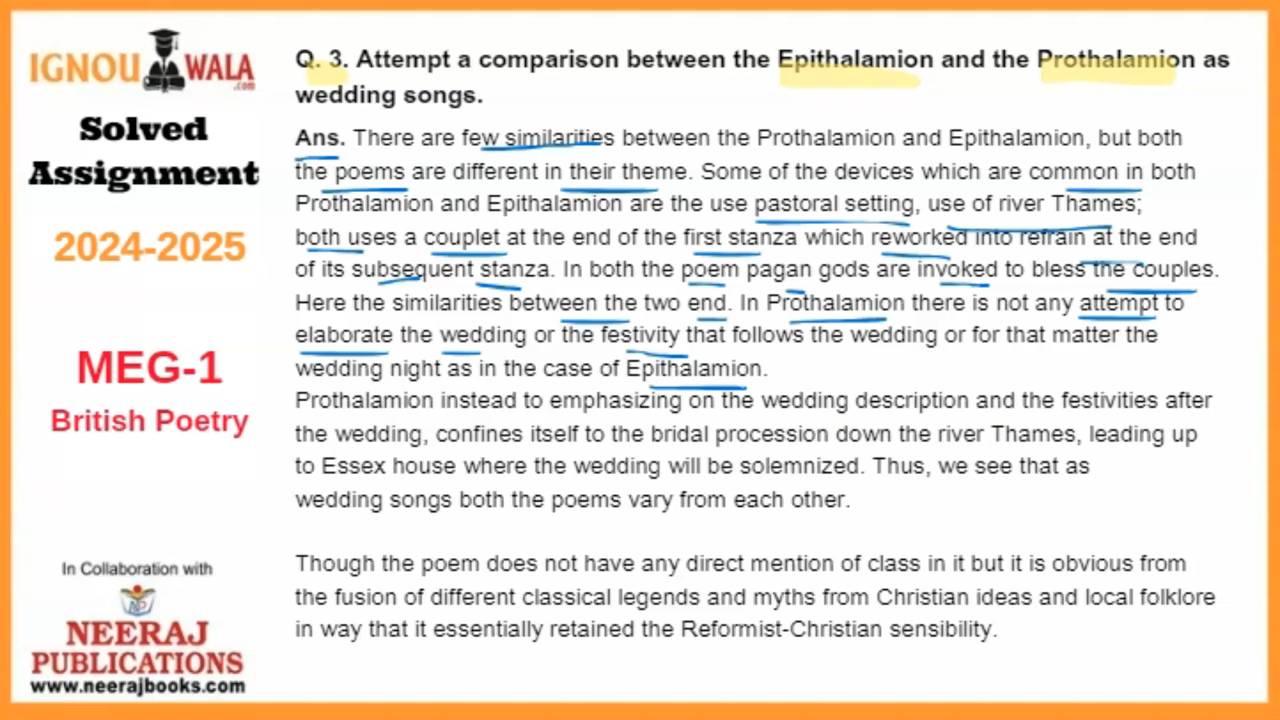 IGNOU WALA
.com
Solved
Assignment
2024-2025
MEG-1
British Poetry
In Collaboration with
NEERAJ
PUBLICATIONS
www.neerajbooks.com
Q. 3. Attempt a comparison between the Epithalamion and the Prothalamion as
wedding songs.
Ans. There are few similarities between the Prothalamion and Epithalamion, but both
the poems are different in their theme. Some of the devices which are common in both
Prothalamion and Epithalamion are the use pastoral setting, use of river Thames;
both uses a couplet at the end of the first stanza which reworked into refrain at the end
of its subsequent stanza. In both the poem pagan gods are invoked to bless the couples.
Here the similarities between the two end. In Prothalamion there is not any attempt to
elaborate the wedding or the festivity that follows the wedding or for that matter the
wedding night as in the case of Epithalamion.
Prothalamion instead to emphasizing on the wedding description and the festivities after
the wedding, confines itself to the bridal procession down the river Thames, leading up
to Essex house where the wedding will be solemnized. Thus, we see that as
wedding songs both the poems vary from each other.
Though the poem does not have any direct mention of class in it but it is obvious from
the fusion of different classical legends and myths from Christian ideas and local folklore
in way that it essentially retained the Reformist-Christian sensibility.